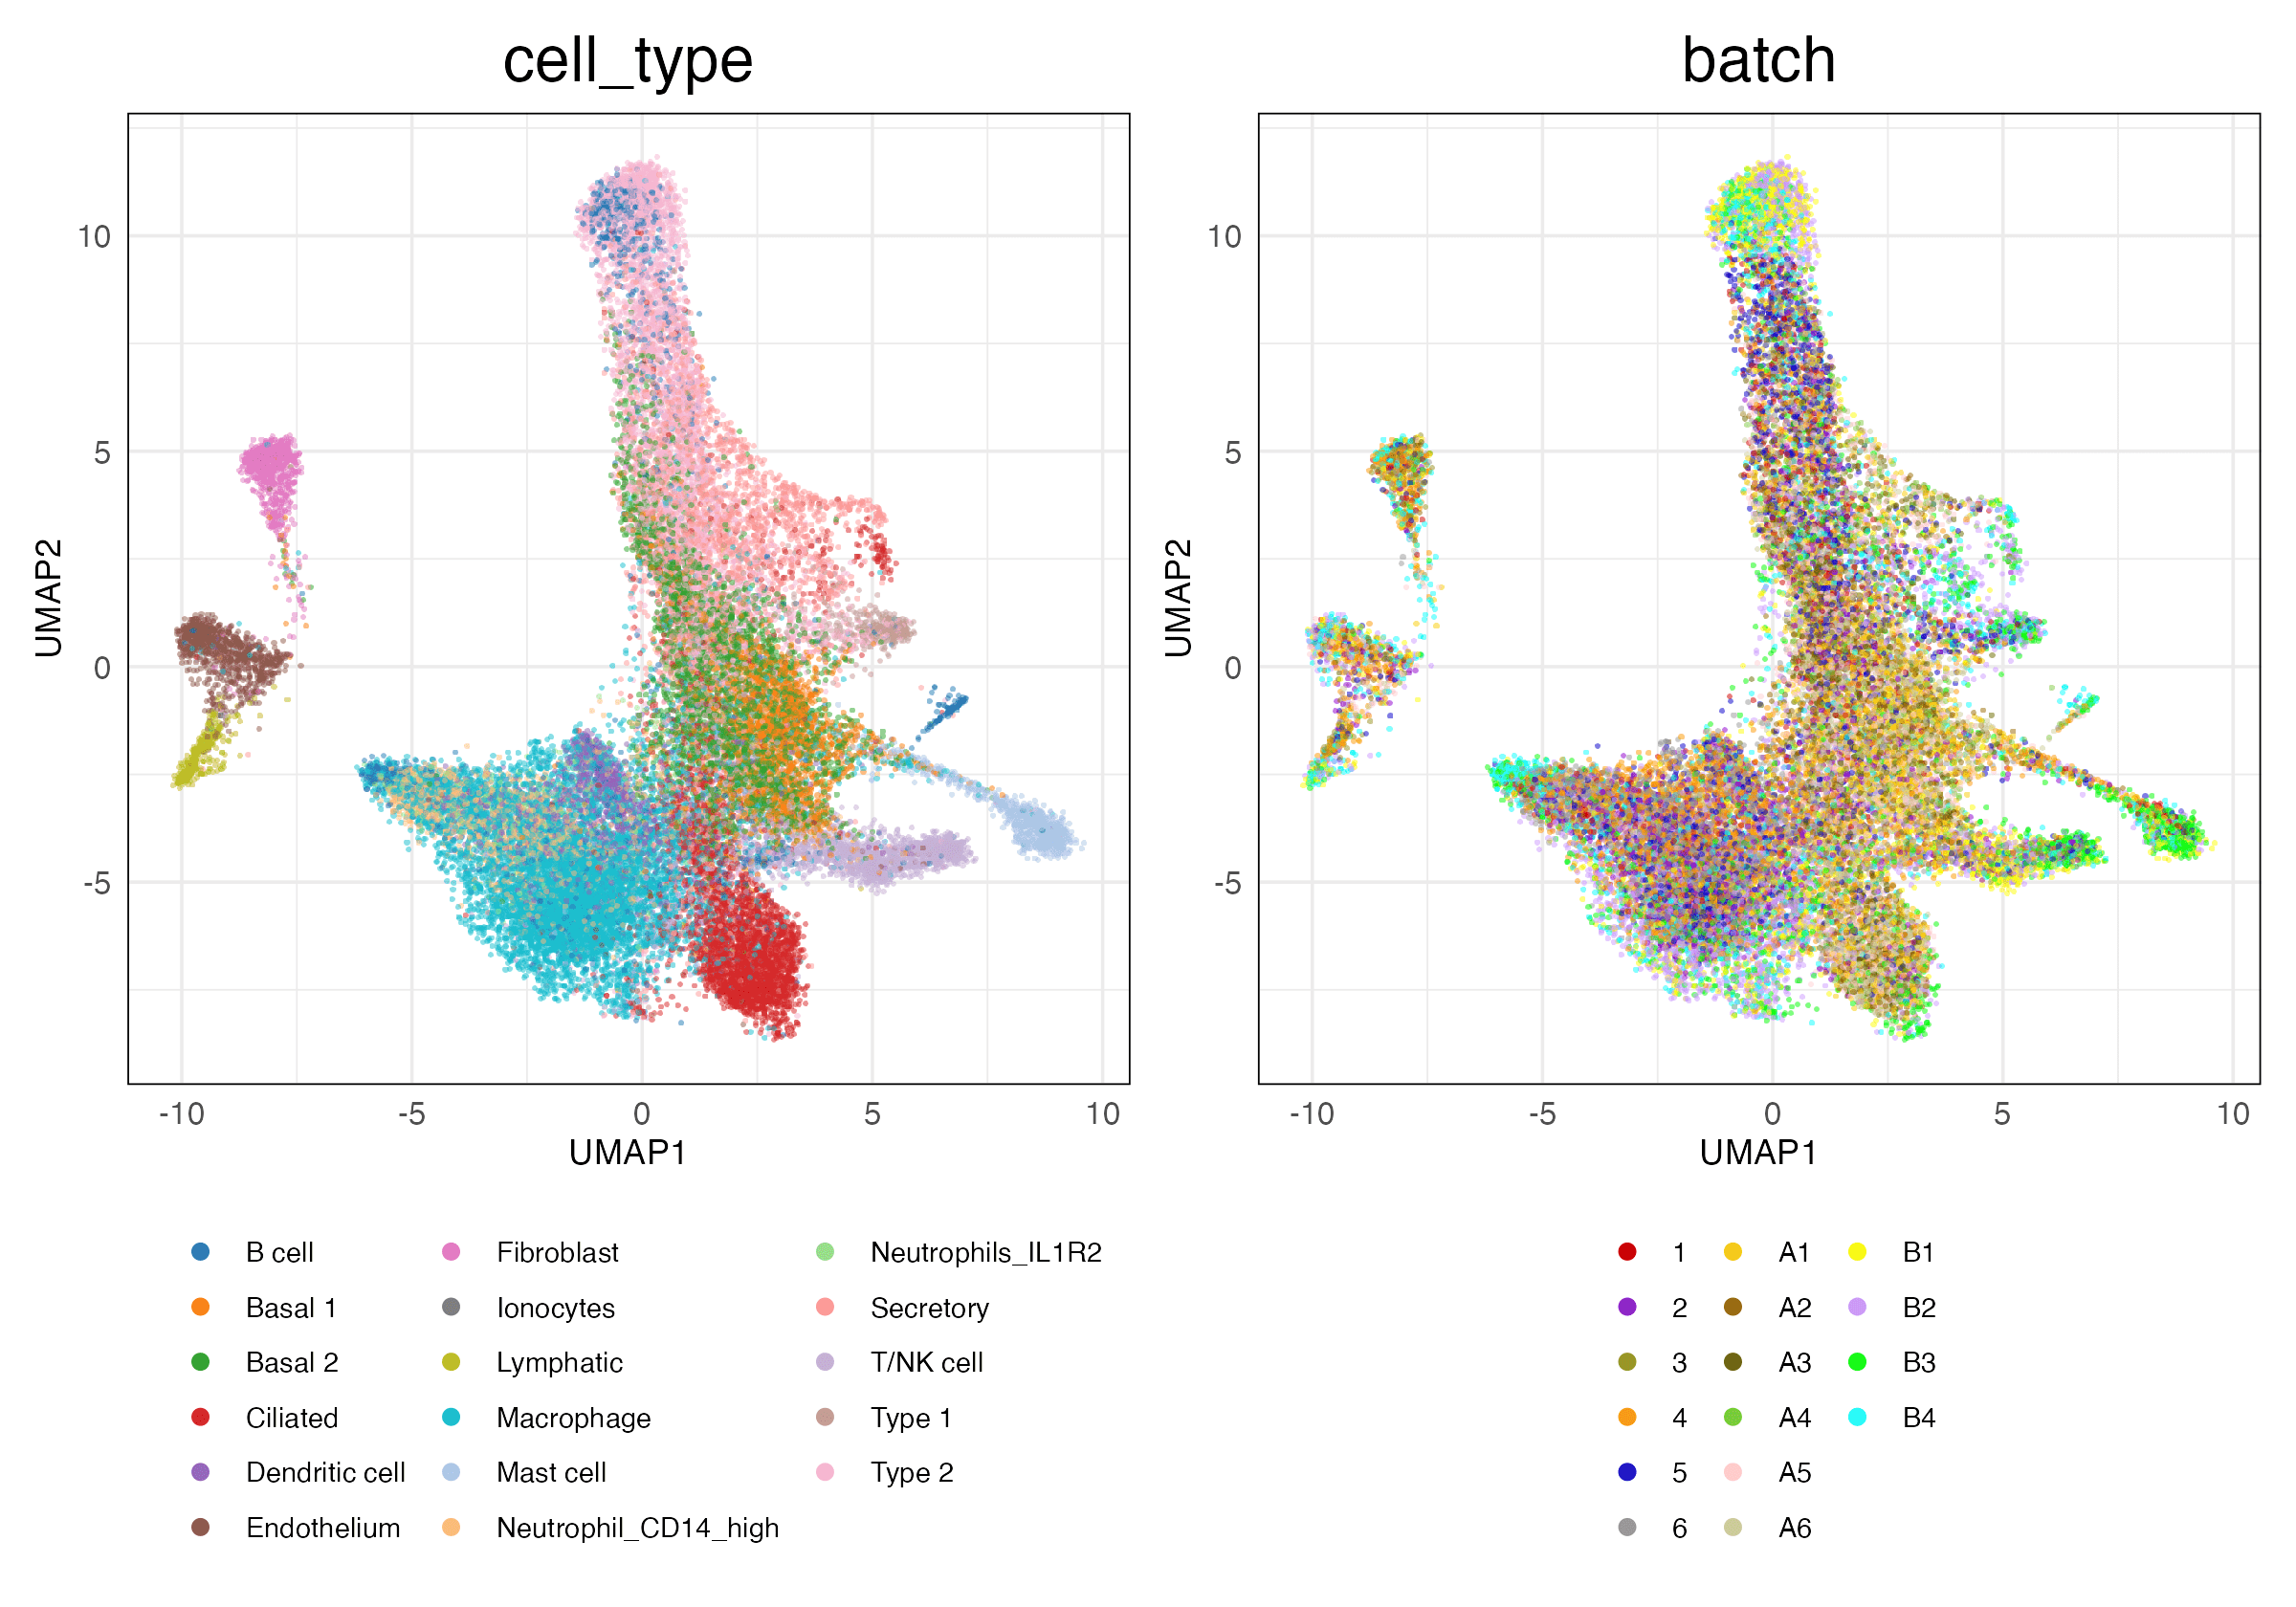 cell_type
batch
10
5
0
-5
UMAP2
-10 -5 0 5 10
UMAP1
10
5
0
-5
UMAP2
-10 -5 0 5 10
UMAP1
B cell Fibroblast Neutrophils_IL1R2
Basal 1 Ionocytes Secretory
Basal 2 Lymphatic T/NK cell
Ciliated Macrophage Type 1
Dendritic cell Mast cell Type 2
Endothelium Neutrophil_CD14_high
1 A1 B1
2 A2 B2
3 A3 B3
4 A4 B4
5 A5
6 A6